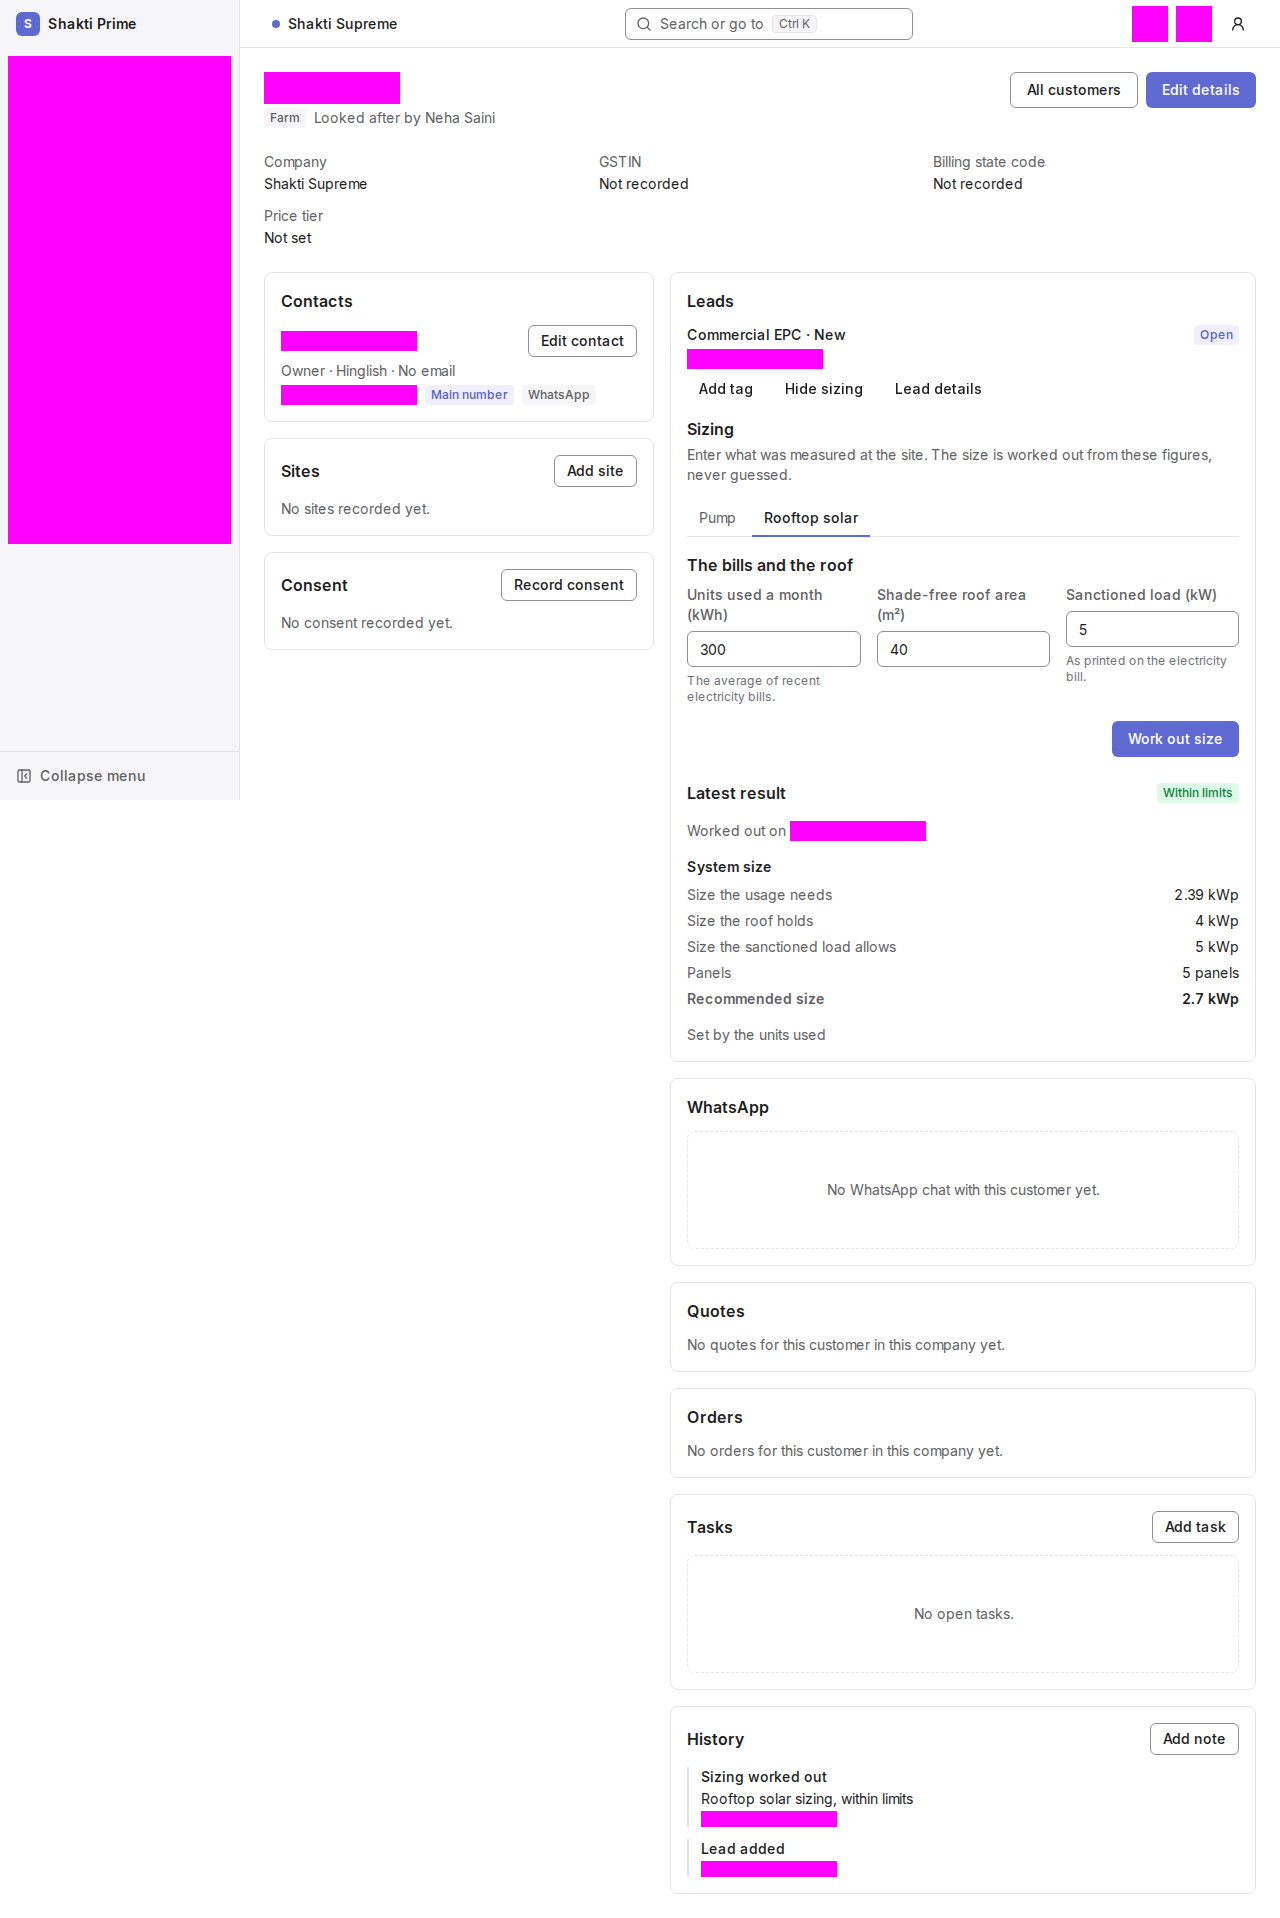 S Shakti Prime
Shakti Supreme
Search or go to Ctrl K
All customers
Edit details
Farm Looked after by Neha Saini
Company
Shakti Supreme
GSTIN
Not recorded
Billing state code
Not recorded
Price tier
Not set
Contacts
Edit contact
Owner · Hinglish · No email
Main number WhatsApp
Sites
Add site
No sites recorded yet.
Consent
Record consent
No consent recorded yet.
Collapse menu
Leads
Commercial EPC · New
Open
Add tag Hide sizing Lead details
Sizing
Enter what was measured at the site. The size is worked out from these figures,
never guessed.
Pump Rooftop solar
The bills and the roof
Units used a month
(kWh)
300
The average of recent
electricity bills.
Shade-free roof area
(m²)
40
Sanctioned load (kW)
5
As printed on the electricity
bill.
Work out size
Latest result
Within limits
Worked out on
System size
Size the usage needs 2.39 kWp
Size the roof holds 4 kWp
Size the sanctioned load allows 5 kWp
Panels 5 panels
Recommended size 2.7 kWp
Set by the units used
WhatsApp
No WhatsApp chat with this customer yet.
Quotes
No quotes for this customer in this company yet.
Orders
No orders for this customer in this company yet.
Tasks
Add task
No open tasks.
History
Add note
Sizing worked out
Rooftop solar sizing, within limits
Lead added